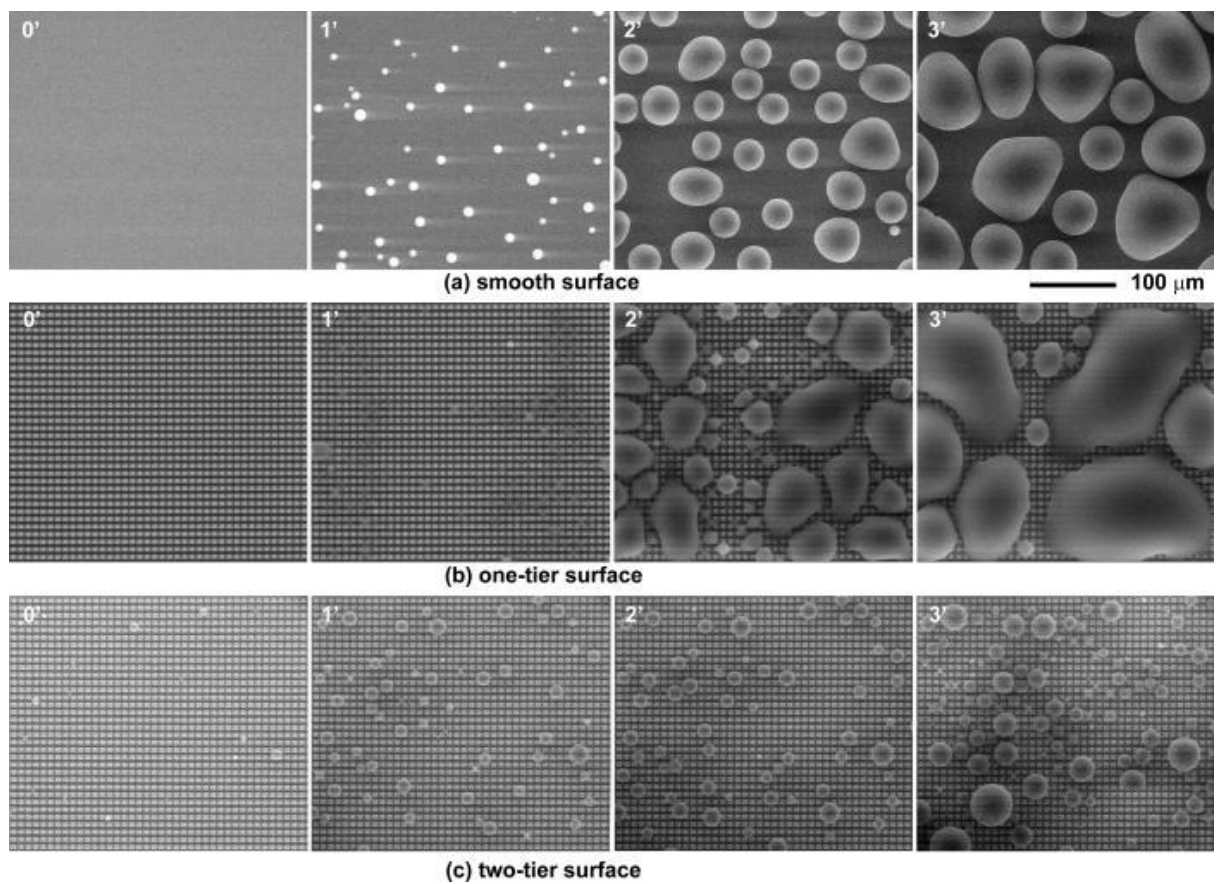 0’ 1’ 2’ 3’
(a) smooth surface 100 μm
0’ 1’ 2’ 3’
(b) one-tier surface
0’ 1’ 2’ 3’
(c) two-tier surface